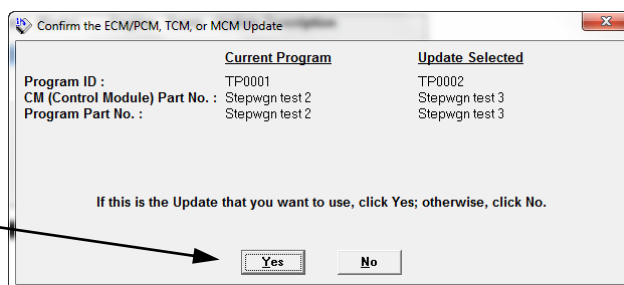 Confirm the ECM/PCM, TCM, or MCM Update
Current Program Update Selected
Program ID : TP0001 TP0002
CM (Control Module) Part No. : Stepwgn test 2 Stepwgn test 3
Program Part No. : Stepwgn test 2 Stepwgn test 3
If this is the Update that you want to use, click Yes; otherwise, click No.
Yes No